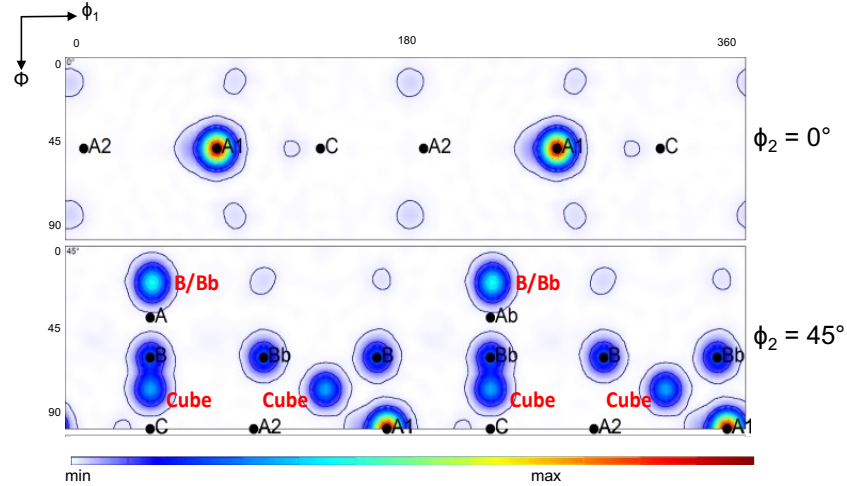 ϕ1
0 180 360
Φ
0 0°
45 A2 A1 C A2 A1 C ϕ2 = 0°
90
0 45°
B/Bb B/Bb
A Ab
45 ϕ2 = 45°
B Bb B Bb B Bb
Cube Cube Cube Cube
90
C A2 A1 C A2 A1
min max